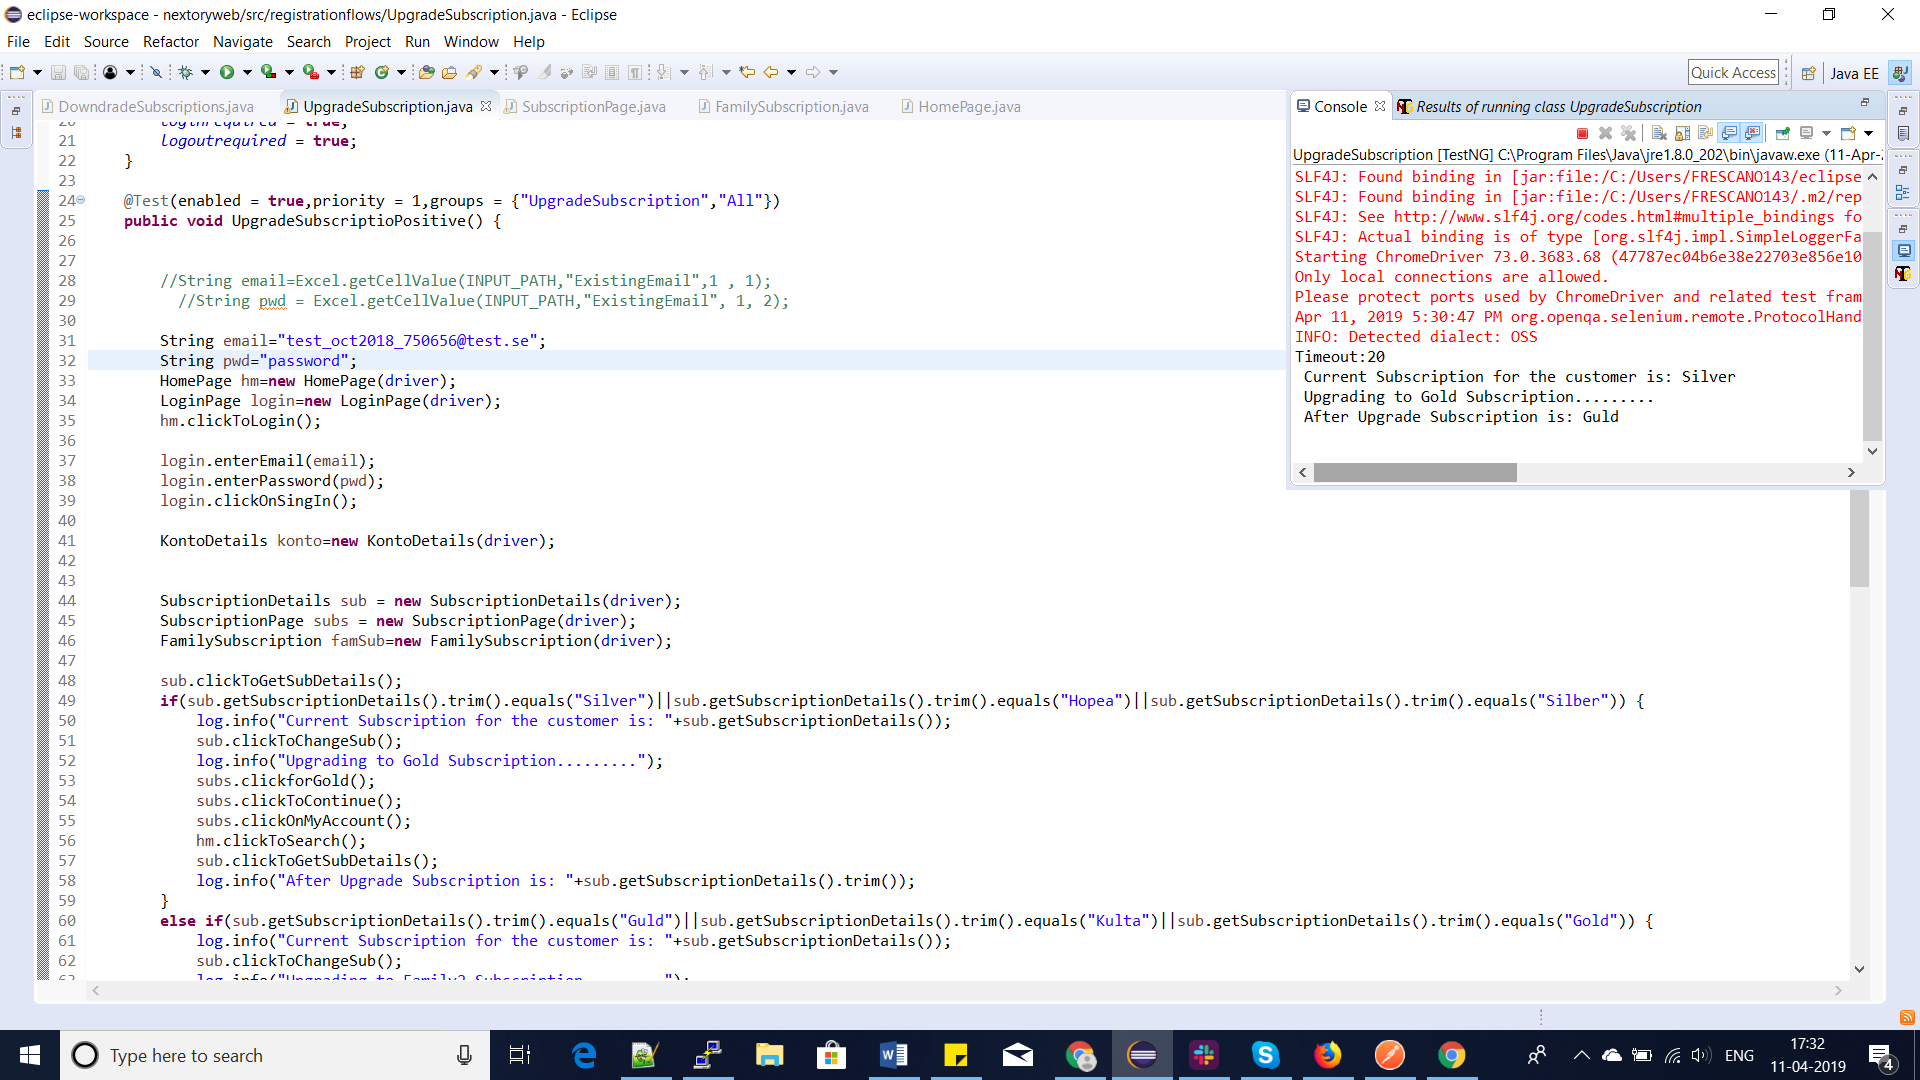 eclipse-workspace - nextoryweb/src/registrationflows/UpgradeSubscription.java - Eclipse
File Edit Source Refactor Navigate Search Project Run Window Help
Quick Access
Java EE
DowndradeSubscriptions.java
UpgradeSubscription.java
SubscriptionPage.java
FamilySubscription.java
HomePage.java
21 logoutrequired = true;
22 }
23
24 @Test(enabled = true,priority = 1,groups = {"UpgradeSubscription","All"})
25 public void UpgradeSubscriptioPositive() {
26
27
28 //String email=Excel.getCellValue(INPUT_PATH,"ExistingEmail",1 , 1);
29 //String pwd = Excel.getCellValue(INPUT_PATH,"ExistingEmail", 1, 2);
30
31 String email="test_oct2018_750656@test.se";
32 String pwd="password";
33 HomePage hm=new HomePage(driver);
34 LoginPage login=new LoginPage(driver);
35 hm.clickToLogin();
36
37 login.enterEmail(email);
38 login.enterPassword(pwd);
39 login.clickOnSingIn();
40
41 KontoDetails konto=new KontoDetails(driver);
42
43
44 SubscriptionDetails sub = new SubscriptionDetails(driver);
45 SubscriptionPage subs = new SubscriptionPage(driver);
46 FamilySubscription famSub=new FamilySubscription(driver);
47
48 sub.clickToGetSubDetails();
49 if(sub.getSubscriptionDetails().trim().equals("Silver")||sub.getSubscriptionDetails().trim().equals("Hopea")||sub.getSubscriptionDetails().trim().equals("Silber")) {
50 log.info("Current Subscription for the customer is: "+sub.getSubscriptionDetails());
51 sub.clickToChangeSub();
52 log.info("Upgrading to Gold Subscription.........");
53 subs.clickforGold();
54 subs.clickToContinue();
55 subs.clickOnMyAccount();
56 hm.clickToSearch();
57 sub.clickToGetSubDetails();
58 log.info("After Upgrade Subscription is: "+sub.getSubscriptionDetails().trim());
59 }
60 else if(sub.getSubscriptionDetails().trim().equals("Guld")||sub.getSubscriptionDetails().trim().equals("Kulta")||sub.getSubscriptionDetails().trim().equals("Gold")) {
61 log.info("Current Subscription for the customer is: "+sub.getSubscriptionDetails());
62 sub.clickToChangeSub();
Console
Results of running class UpgradeSubscription
UpgradeSubscription [TestNG] C:\Program Files\Java\jre1.8.0_202\bin\javaw.exe (11-Apr-
SLF4J: Found binding in [jar:file:/C:/Users/FRESCANO143/eclipse
SLF4J: Found binding in [jar:file:/C:/Users/FRESCANO143/.m2/rep
SLF4J: See http://www.slf4j.org/codes.html#multiple_bindings fo
SLF4J: Actual binding is of type [org.slf4j.impl.SimpleLoggerFa
Starting ChromeDriver 73.0.3683.68 (47787ec04b6e38e22703e856e10
Only local connections are allowed.
Please protect ports used by ChromeDriver and related test fram
Apr 11, 2019 5:30:47 PM org.openqa.selenium.remote.ProtocolHand
INFO: Detected dialect: OSS
Timeout:20
Current Subscription for the customer is: Silver
Upgrading to Gold Subscription.........
After Upgrade Subscription is: Guld
Type here to search
ENG
17:32
11-04-2019
4